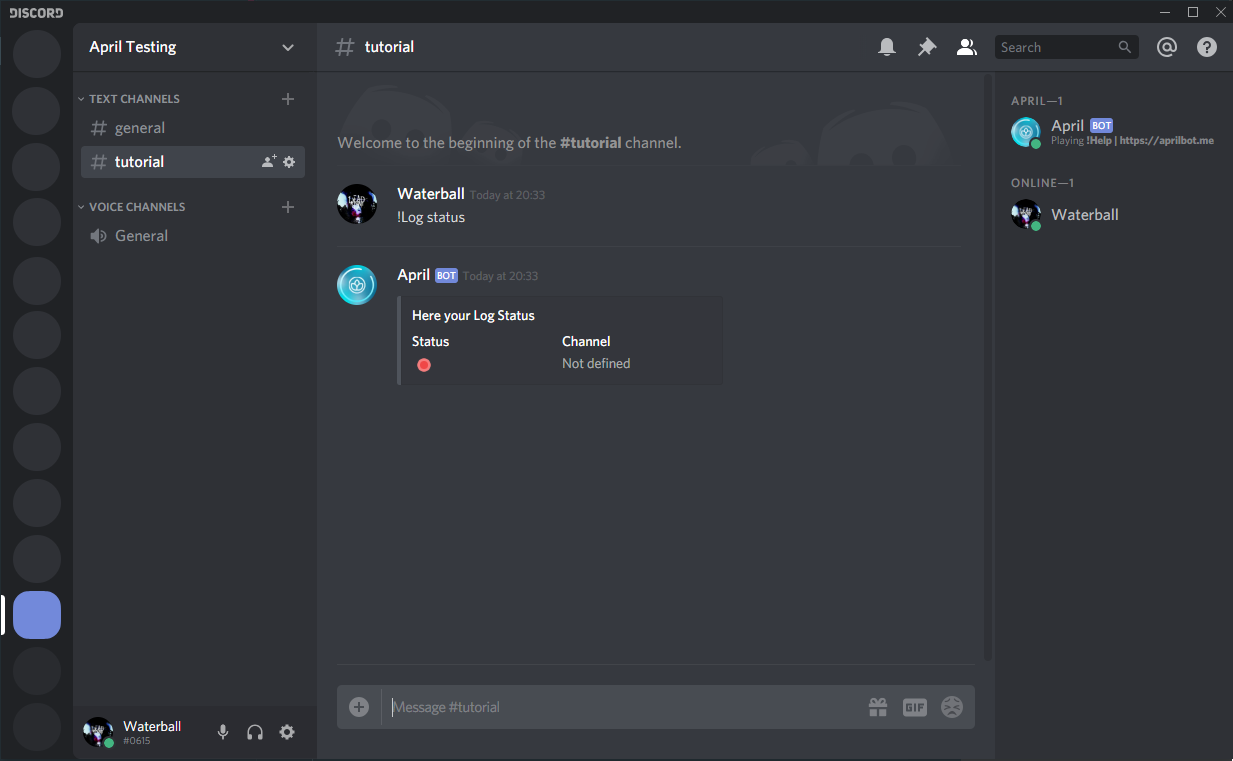 DISCORD
April Testing
TEXT CHANNELS
general
tutorial
VOICE CHANNELS
General
Waterball
#0615
# tutorial
Search
Welcome to the beginning of the #tutorial channel.
Waterball Today at 20:33
!Log status
April BOT Today at 20:33
Here your Log Status
Status Channel
Not defined
Message #tutorial
GIF
APRIL—1
April BOT
Playing !Help | https://aprilbot.me
ONLINE—1
Waterball